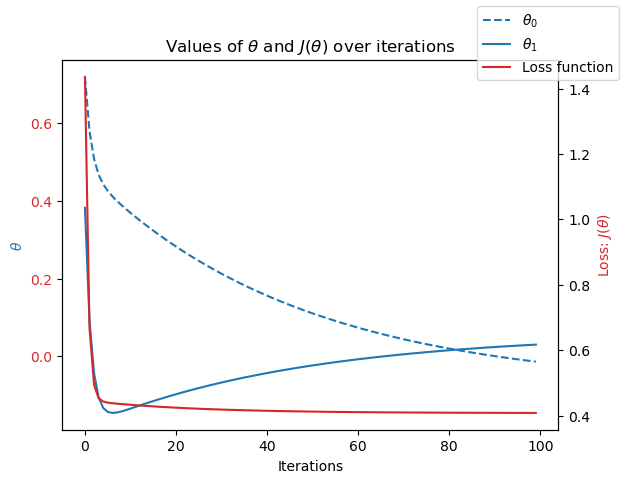 Values of θ and J(θ) over iterations
θ₀
θ₁
Loss function
θ
0.6
0.4
0.2
0.0
1.4
1.2
1.0
0.8
0.6
0.4
Loss: J(θ)
0 20 40 60 80 100
Iterations